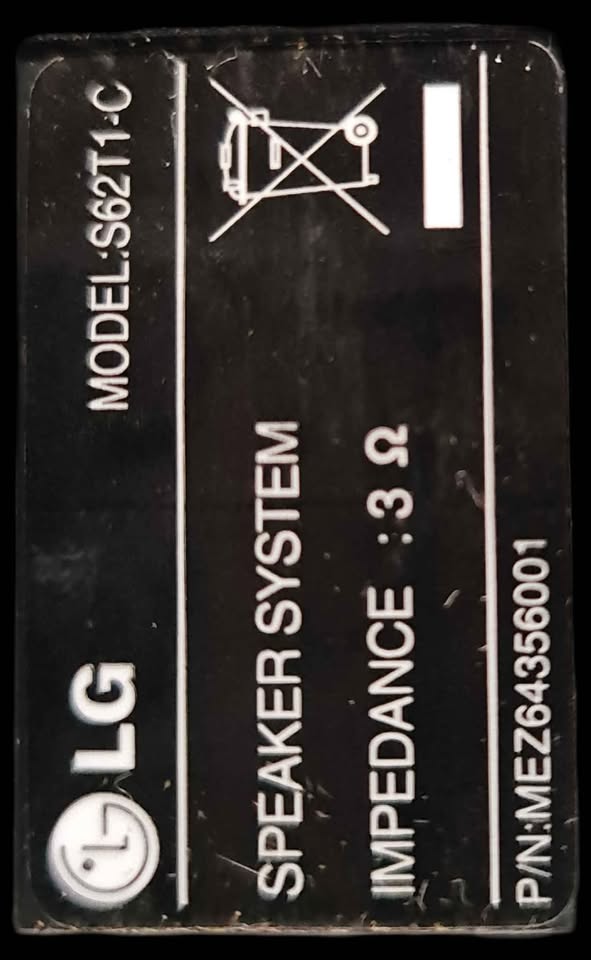 LG MODEL:S62T1-C
SPEAKER SYSTEM
IMPEDANCE : 3 Ω
P/N:MEZ64356001